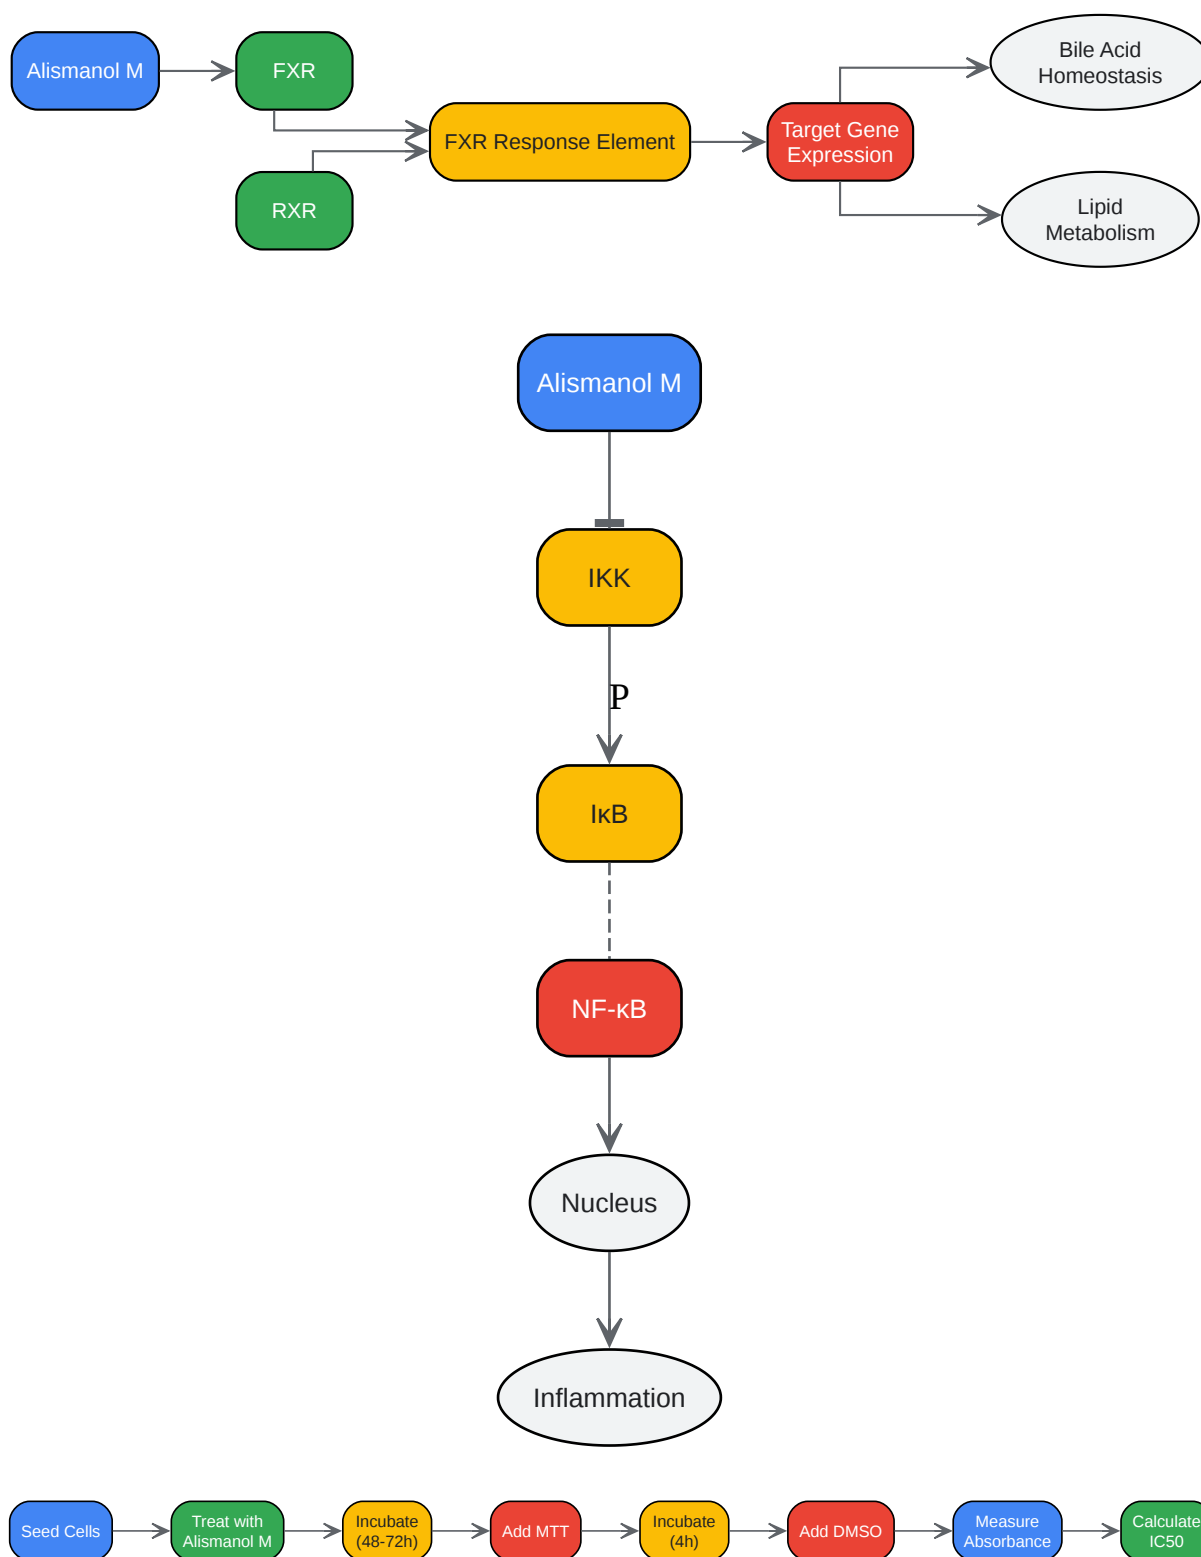 Alismanol M
FXR
RXR
FXR Response Element
Target Gene
Expression
Bile Acid
Homeostasis
Lipid
Metabolism
Alismanol M
IKK
P
IκB
NF-κB
Nucleus
Inflammation
Seed Cells
Treat with
Alismanol M
Incubate
(48-72h)
Add MTT
Incubate
(4h)
Add DMSO
Measure
Absorbance
Calculate
IC50